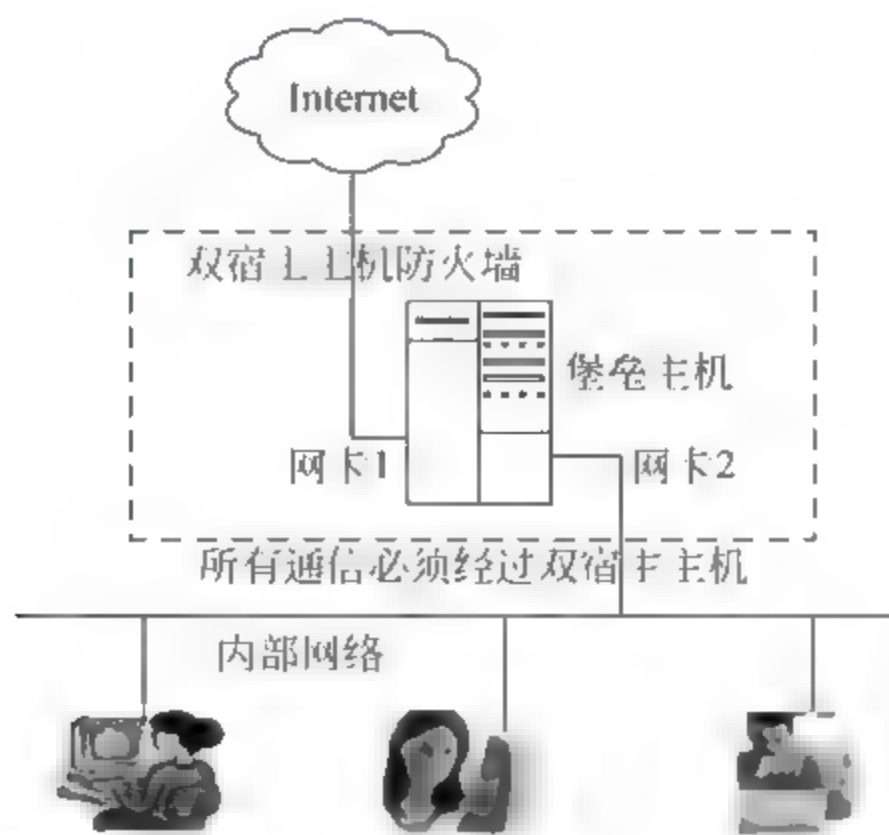 Internet
双宿主主机防火墙
堡垒主机
网卡1
网卡2
所有通信必须经过双宿主主机
内部网络